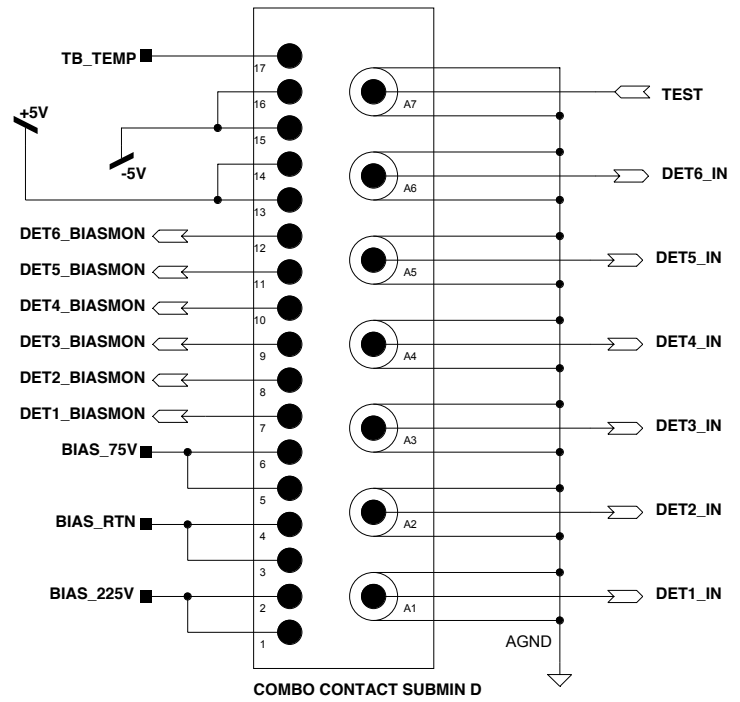 TB_TEMP
17
A7
TEST
16
+5V
15
-5V
14
A6
DET6_IN
13
DET6_BIASMON
12
A5
DET5_IN
DET5_BIASMON
11
DET4_BIASMON
10
DET3_BIASMON
9
A4
DET4_IN
DET2_BIASMON
8
DET1_BIASMON
7
A3
DET3_IN
BIAS_75V
6
5
A2
DET2_IN
BIAS_RTN
4
3
BIAS_225V
2
A1
DET1_IN
1
AGND
COMBO CONTACT SUBMIN D